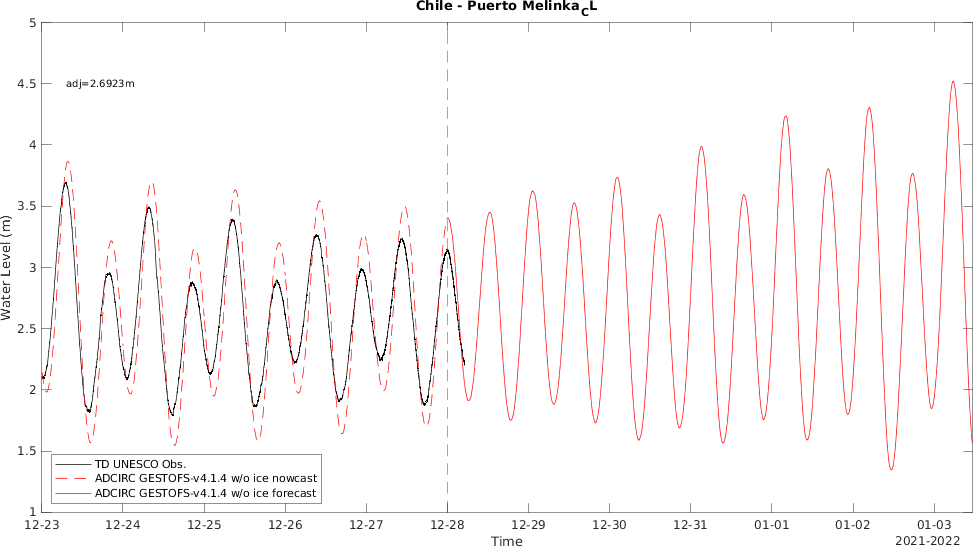 Chile - Puerto Melinka_CL
5
4.5
4
3.5
3
2.5
2
1.5
1
Water Level (m)
adj=2.6923m
TD UNESCO Obs.
ADCIRC GESTOFS-v4.1.4 w/o ice nowcast
ADCIRC GESTOFS-v4.1.4 w/o ice forecast
12-23 12-24 12-25 12-26 12-27 12-28 12-29 12-30 12-31 01-01 01-02 01-03
Time
2021-2022